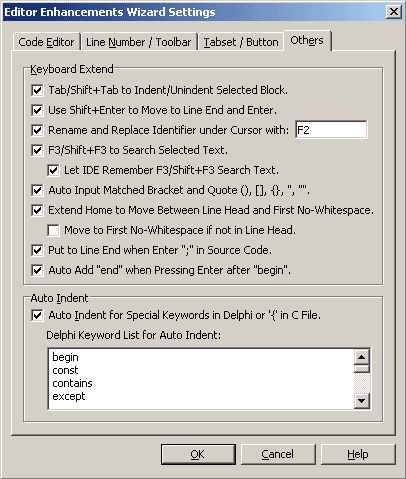 Editor Enhancements Wizard Settings
Code Editor Line Number / Toolbar Tabset / Button Others
Keyboard Extend
Tab/Shift+Tab to Indent/Unindent Selected Block.
Use Shift+Enter to Move to Line End and Enter.
Rename and Replace Identifier under Cursor with: F2
F3/Shift+F3 to Search Selected Text.
Let IDE Remember F3/Shift+F3 Search Text.
Auto Input Matched Bracket and Quote (), [], {}, '', "".
Extend Home to Move Between Line Head and First No-Whitespace.
Move to First No-Whitespace if not in Line Head.
Put to Line End when Enter ";" in Source Code.
Auto Add "end" when Pressing Enter after "begin".
Auto Indent
Auto Indent for Special Keywords in Delphi or '{' in C File.
Delphi Keyword List for Auto Indent:
begin
const
contains
except
OK Cancel Help